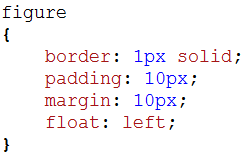 figure
{
    border: 1px solid;
    padding: 10px;
    margin: 10px;
    float: left;
}